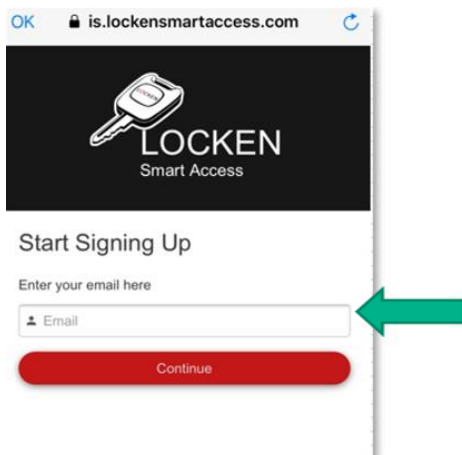 OK is.lockensmartaccess.com
LOCKEN
Smart Access
Start Signing Up
Enter your email here
Email
Continue